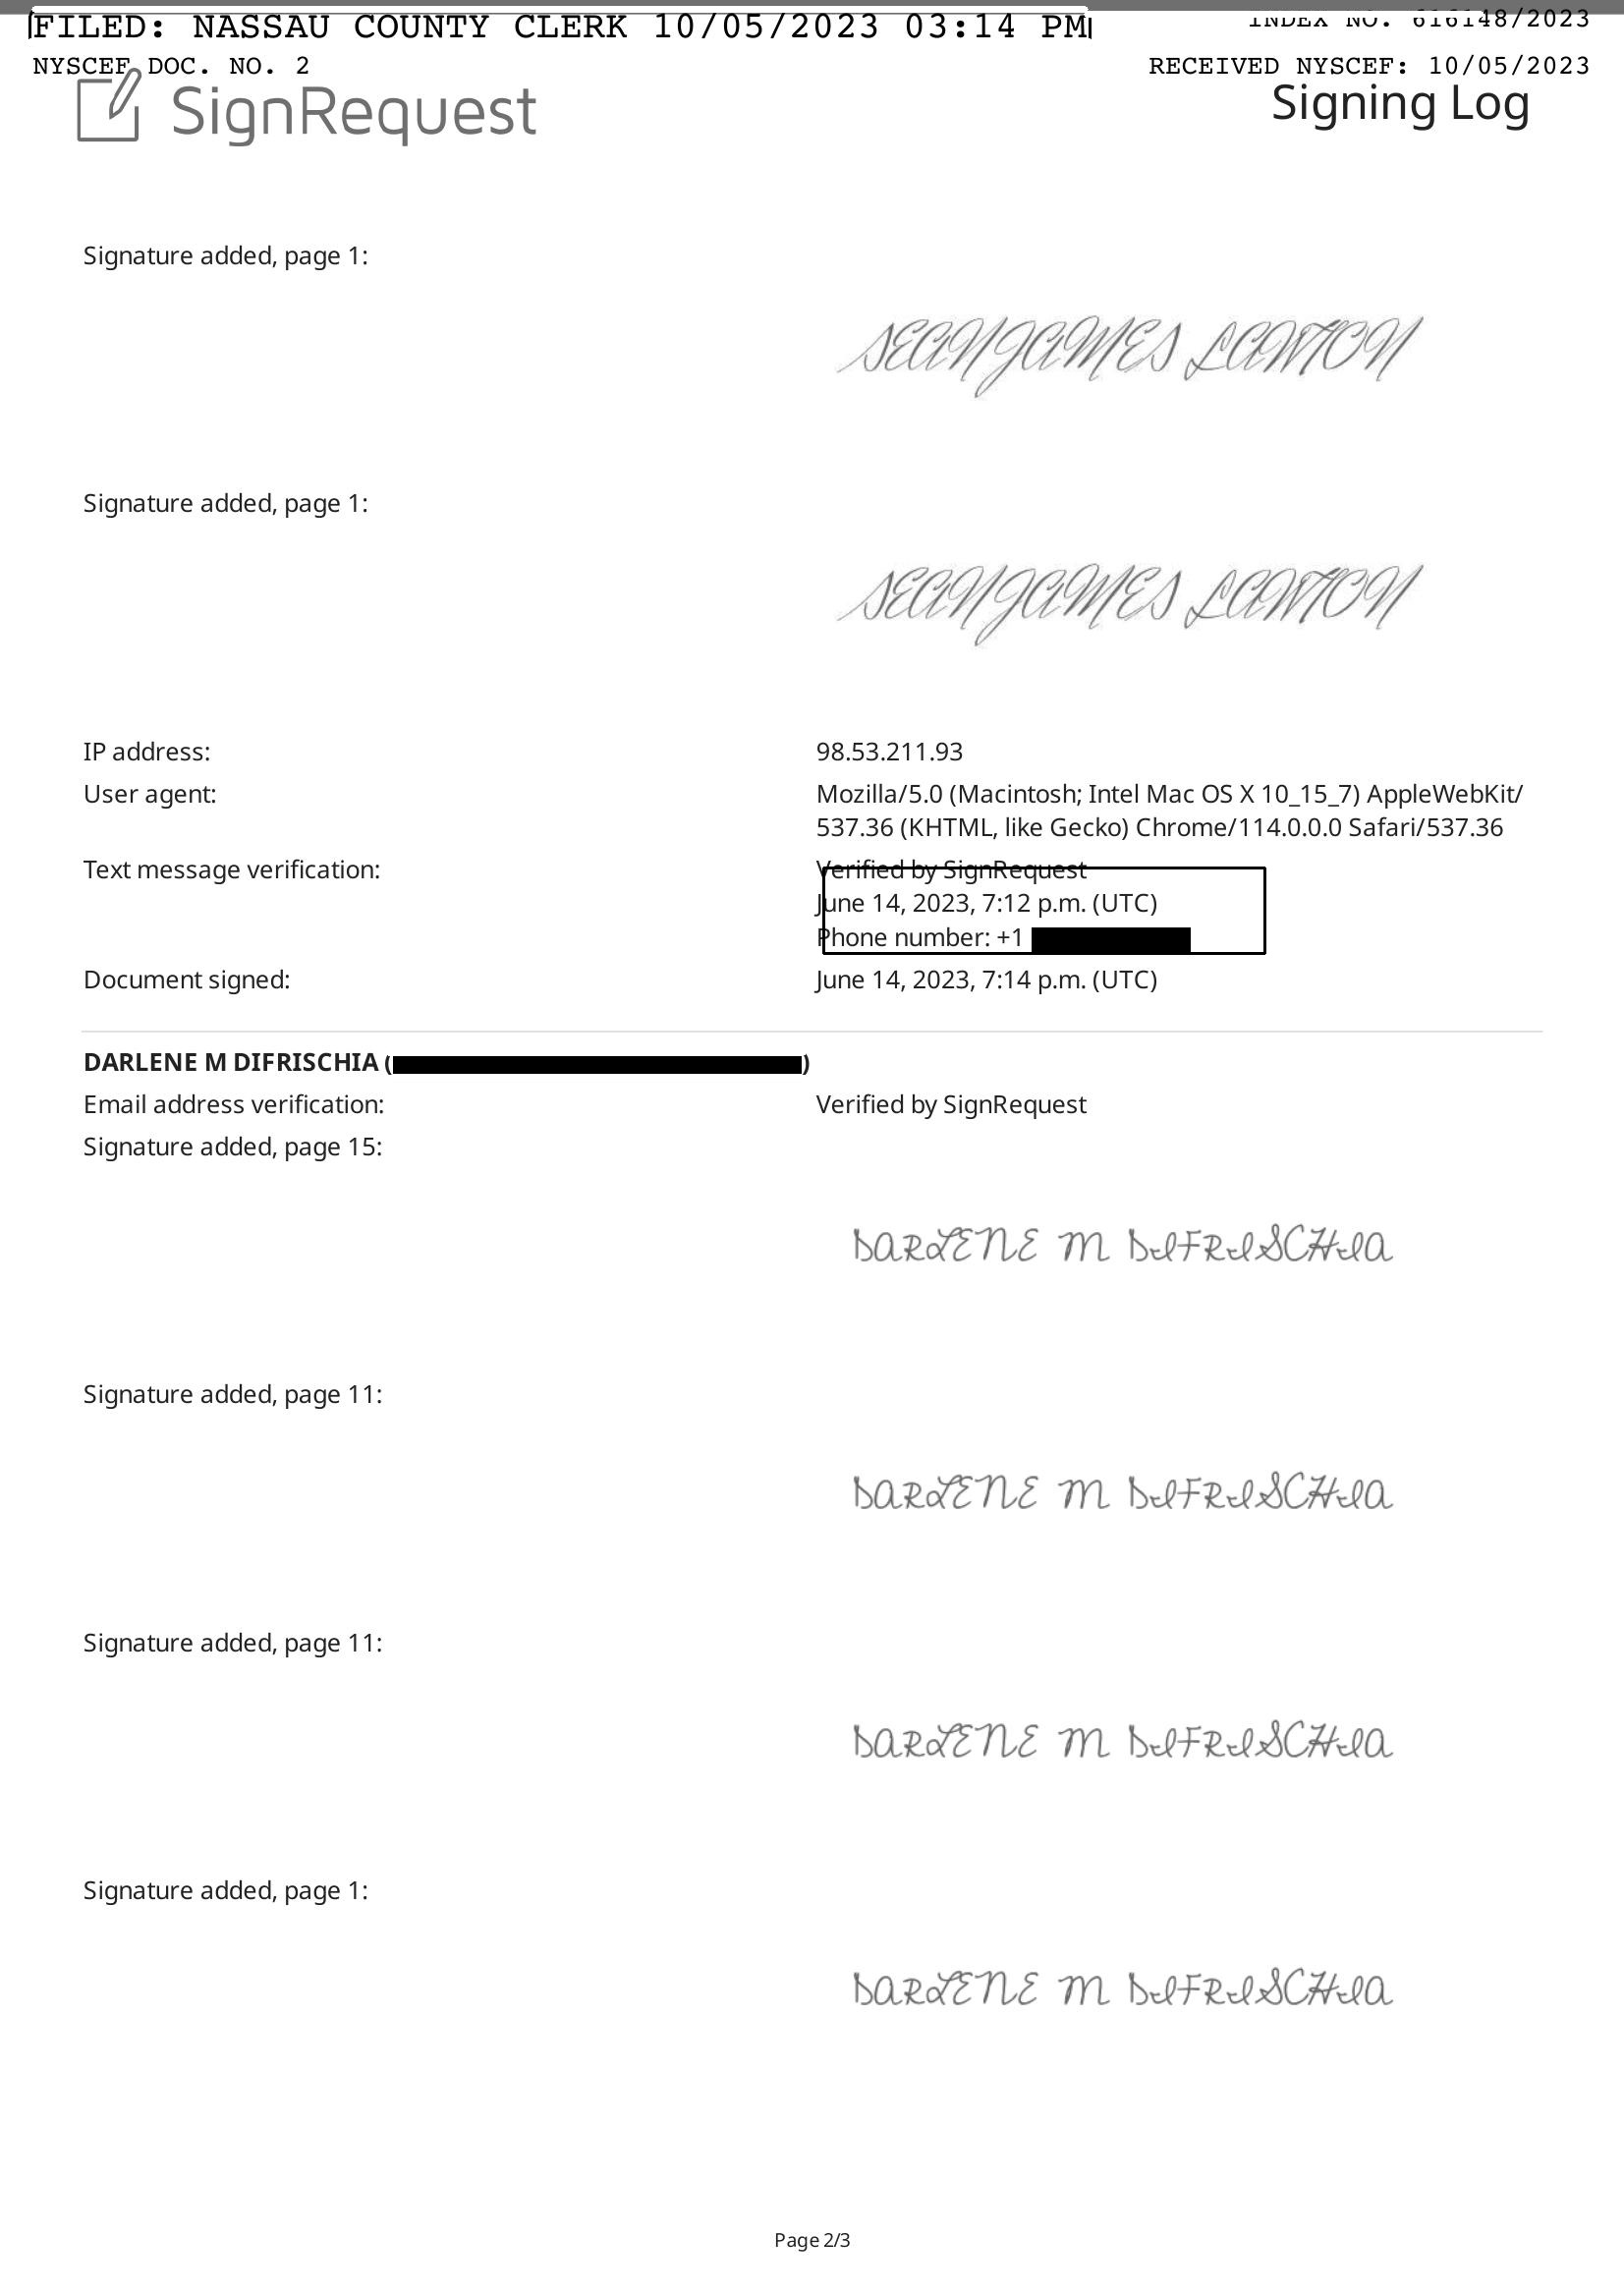 FILED: NASSAU COUNTY CLERK 10/05/2023 03:14 PM
INDEX NO. 616148/2023
NYSCEF DOC. NO. 2
RECEIVED NYSCEF: 10/05/2023
SignRequest
Signing Log
Signature added, page 1:
SEAN JAMES LAWTON
Signature added, page 1:
SEAN JAMES LAWTON
IP address:
98.53.211.93
User agent:
Mozilla/5.0 (Macintosh; Intel Mac OS X 10_15_7) AppleWebKit/
537.36 (KHTML, like Gecko) Chrome/114.0.0.0 Safari/537.36
Text message verification:
Verified by SignRequest
June 14, 2023, 7:12 p.m. (UTC)
Phone number: +1
Document signed:
June 14, 2023, 7:14 p.m. (UTC)
DARLENE M DIFRISCHIA ( )
Email address verification:
Verified by SignRequest
Signature added, page 15:
DARLENE M DIFRISCHIA
Signature added, page 11:
DARLENE M DIFRISCHIA
Signature added, page 11:
DARLENE M DIFRISCHIA
Signature added, page 1:
DARLENE M DIFRISCHIA
Page 2/3